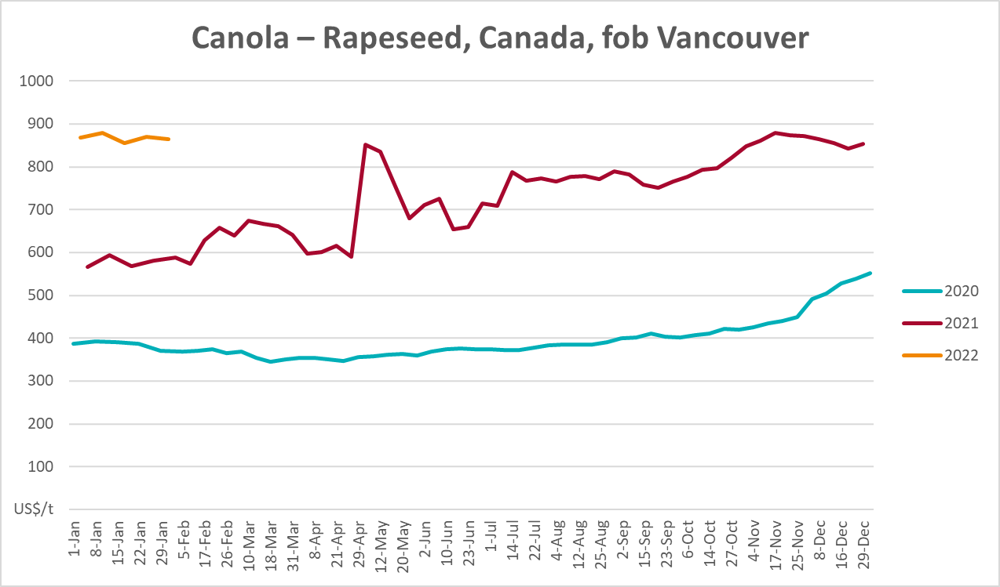 Canola – Rapeseed, Canada, fob Vancouver
1000
900
800
700
600
500
400
300
200
100
US$/t
1-Jan
8-Jan
15-Jan
22-Jan
29-Jan
5-Feb
17-Feb
26-Feb
10-Mar
18-Mar
31-Mar
8-Apr
21-Apr
29-Apr
12-May
20-May
2-Jun
10-Jun
23-Jun
1-Jul
14-Jul
22-Jul
4-Aug
12-Aug
25-Aug
2-Sep
15-Sep
23-Sep
6-Oct
14-Oct
27-Oct
4-Nov
17-Nov
25-Nov
8-Dec
16-Dec
29-Dec
2020
2021
2022